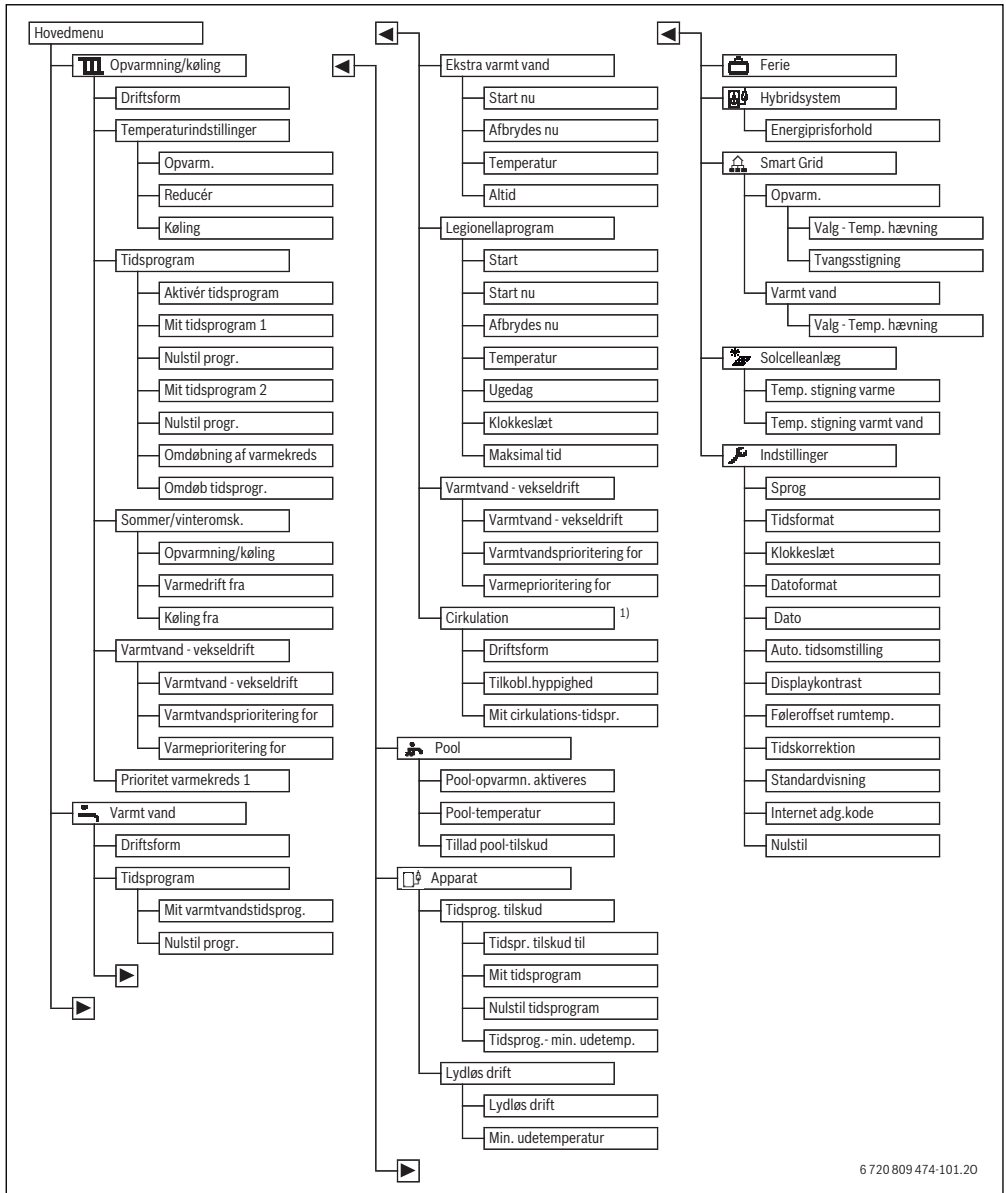 Hovedmenu
Opvarmning/køling
Driftsform
Temperaturindstillinger
Opvarm.
Reducér
Køling
Tidsprogram
Aktivér tidsprogram
Mit tidsprogram 1
Nulstil progr.
Mit tidsprogram 2
Nulstil progr.
Omdøbning af varmekreds
Omdøb tidsprogr.
Sommer/vinteromsk.
Opvarmning/køling
Varmedrift fra
Køling fra
Varmtvand - vekseldrift
Varmtvand - vekseldrift
Varmtvandsprioritering for
Varmeprioritering for
Prioritet varmekreds 1
Varmt vand
Driftsform
Tidsprogram
Mit varmtvandstidsprog.
Nulstil progr.
Ekstra varmt vand
Start nu
Afbrydes nu
Temperatur
Altid
Legionellaprogram
Start
Start nu
Afbrydes nu
Temperatur
Ugedag
Klokkeslæt
Maksimal tid
Varmtvand - vekseldrift
Varmtvand - vekseldrift
Varmtvandsprioritering for
Varmeprioritering for
Cirkulation 1)
Driftsform
Tilkobl.hyppighed
Mit cirkulations-tidspr.
Pool
Pool-opvarmn. aktiveres
Pool-temperatur
Tillad pool-tilskud
Apparat
Tidsprog. tilskud
Tidspr. tilskud til
Mit tidsprogram
Nulstil tidsprogram
Tidsprog.- min. udetemp.
Lydløs drift
Lydløs drift
Min. udetemperatur
Ferie
Hybridsystem
Energiprisforhold
Smart Grid
Opvarm.
Valg - Temp. hævning
Tvangsstigning
Varmt vand
Valg - Temp. hævning
Solcelleanlæg
Temp. stigning varme
Temp. stigning varmt vand
Indstillinger
Sprog
Tidsformat
Klokkeslæt
Datoformat
Dato
Auto. tidsomstilling
Displaykontrast
Føleroffset rumtemp.
Tidskorrektion
Standardvisning
Internet adg.kode
Nulstil
6 720 809 474-101.2O